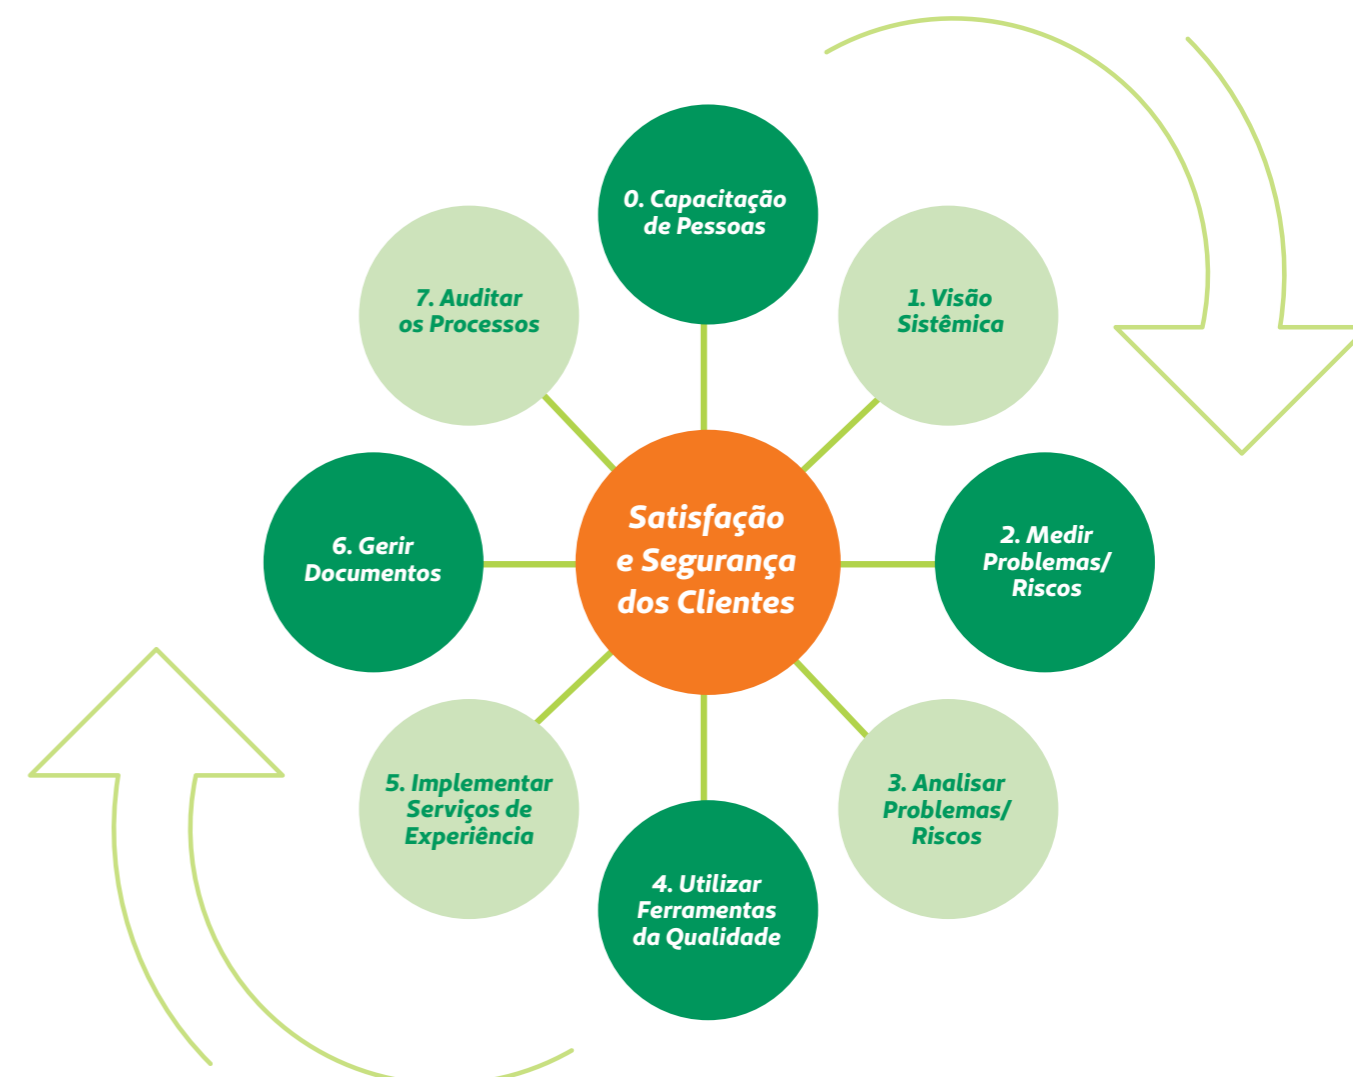 0. Capacitação
de Pessoas
1. Visão
Sistêmica
2. Medir
Problemas/
Riscos
3. Analisar
Problemas/
Riscos
4. Utilizar
Ferramentas
da Qualidade
5. Implementar
Serviços de
Experiência
6. Gerir
Documentos
7. Auditar
os Processos
Satisfação
e Segurança
dos Clientes